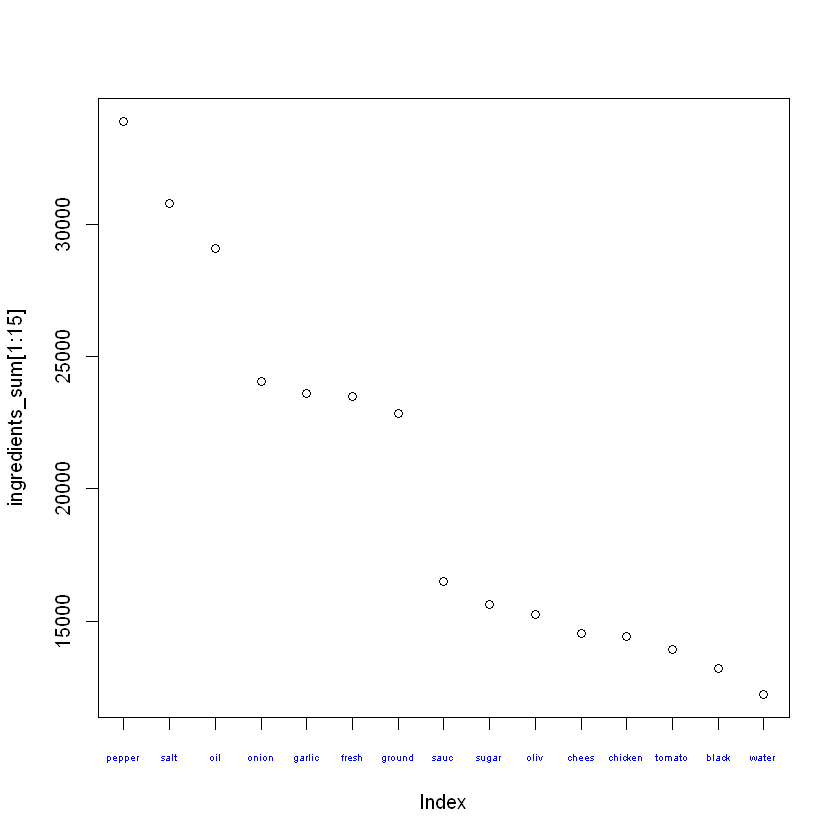 ingredients_sum[1:15]
30000
25000
20000
15000
pepper salt oil onion garlic fresh ground sauc sugar oliv chees chicken tomato black water
Index